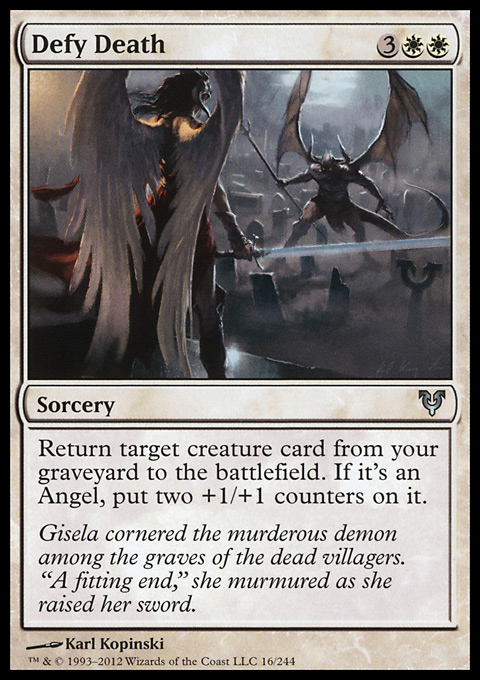 Defy Death 3
Sorcery
Return target creature card from your
graveyard to the battlefield. If it's an
Angel, put two +1/+1 counters on it.
Gisela cornered the murderous demon
among the graves of the dead villagers.
“A fitting end,” she murmured as she
raised her sword.
Karl Kopinski
™ & © 1993–2012 Wizards of the Coast LLC 16/244